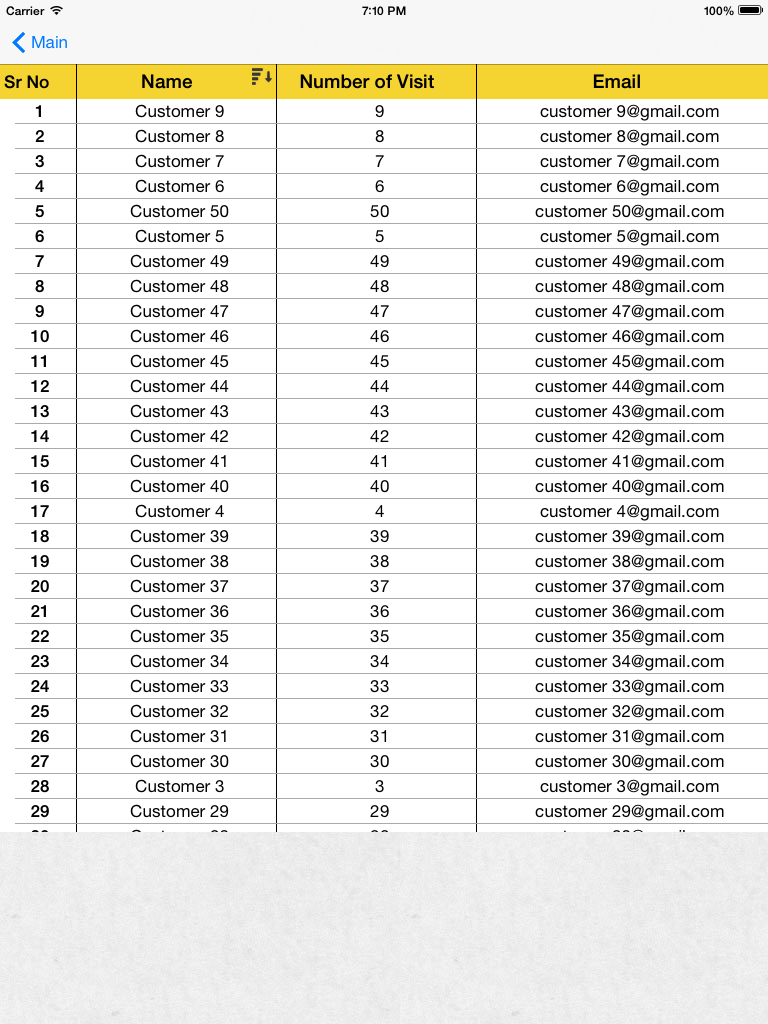 Carrier 7:10 PM 100%
Main
Sr No Name Number of Visit Email
1 Customer 9 9 customer 9@gmail.com
2 Customer 8 8 customer 8@gmail.com
3 Customer 7 7 customer 7@gmail.com
4 Customer 6 6 customer 6@gmail.com
5 Customer 50 50 customer 50@gmail.com
6 Customer 5 5 customer 5@gmail.com
7 Customer 49 49 customer 49@gmail.com
8 Customer 48 48 customer 48@gmail.com
9 Customer 47 47 customer 47@gmail.com
10 Customer 46 46 customer 46@gmail.com
11 Customer 45 45 customer 45@gmail.com
12 Customer 44 44 customer 44@gmail.com
13 Customer 43 43 customer 43@gmail.com
14 Customer 42 42 customer 42@gmail.com
15 Customer 41 41 customer 41@gmail.com
16 Customer 40 40 customer 40@gmail.com
17 Customer 4 4 customer 4@gmail.com
18 Customer 39 39 customer 39@gmail.com
19 Customer 38 38 customer 38@gmail.com
20 Customer 37 37 customer 37@gmail.com
21 Customer 36 36 customer 36@gmail.com
22 Customer 35 35 customer 35@gmail.com
23 Customer 34 34 customer 34@gmail.com
24 Customer 33 33 customer 33@gmail.com
25 Customer 32 32 customer 32@gmail.com
26 Customer 31 31 customer 31@gmail.com
27 Customer 30 30 customer 30@gmail.com
28 Customer 3 3 customer 3@gmail.com
29 Customer 29 29 customer 29@gmail.com